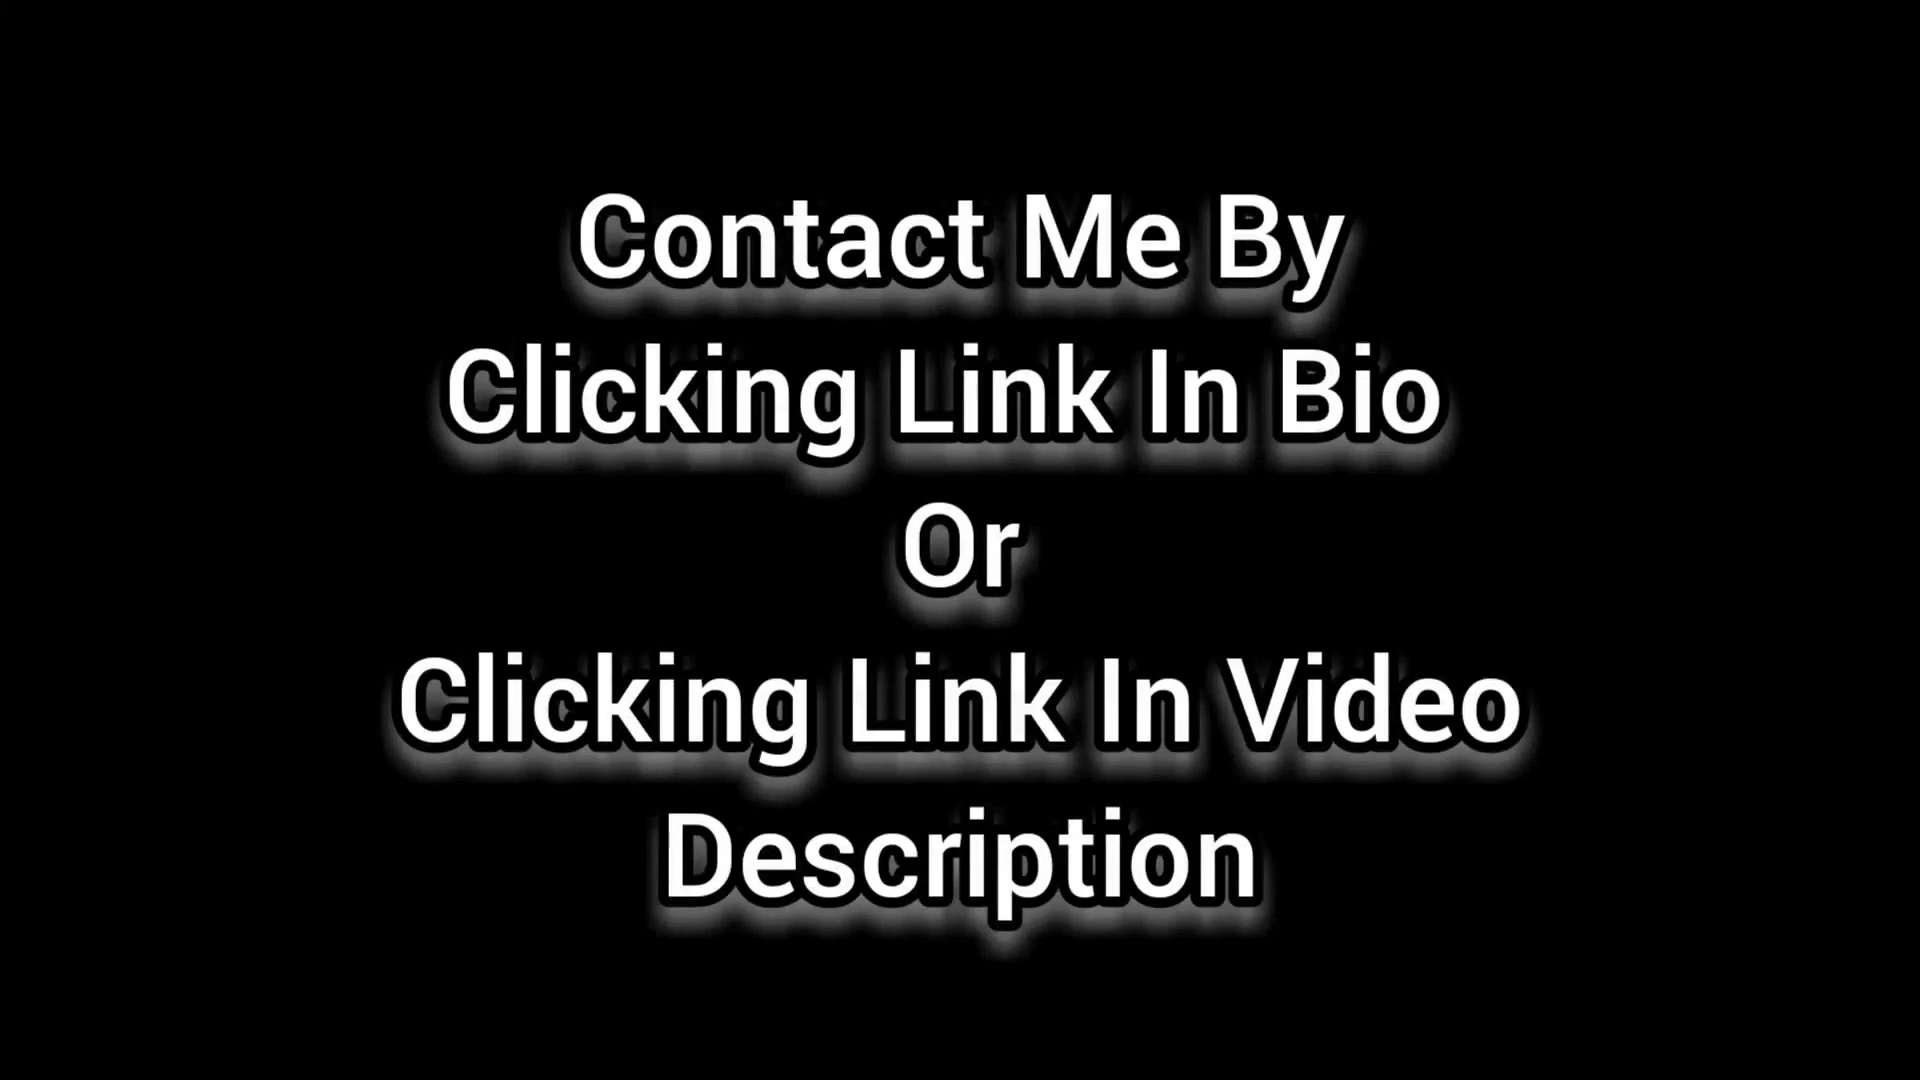 Contact Me By
Clicking Link In Bio
Or
Clicking Link In Video
Description